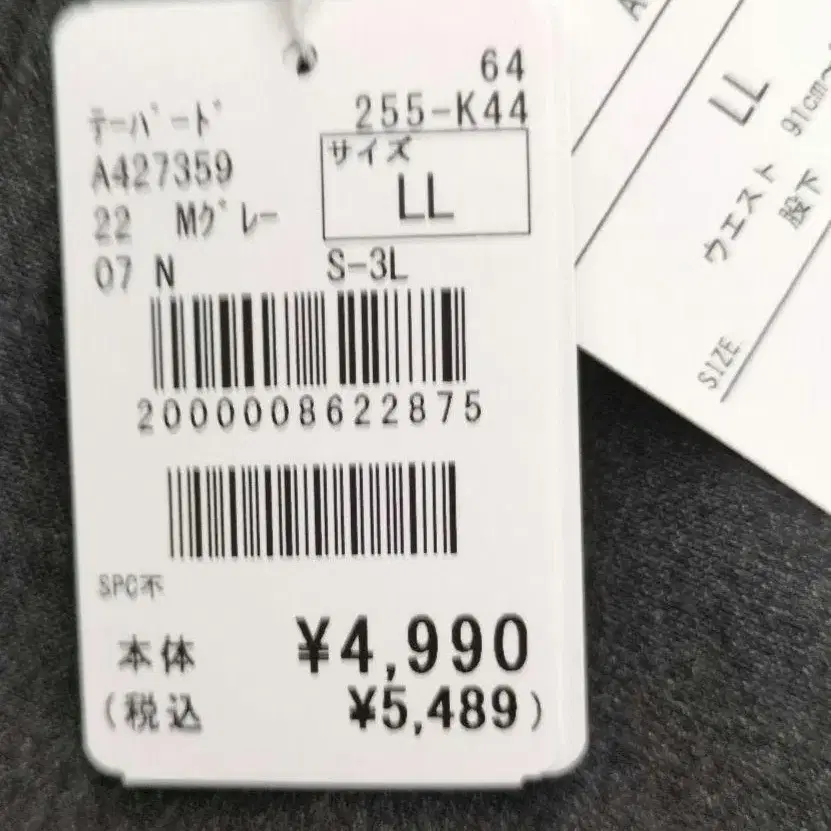 64
255-K44
ﾃｰﾊﾟｰﾄﾞ
A427359
サイズ
LL
22 Mｸﾞﾚｰ
07 N
S-3L
2000008622875
SPC不
本体 ¥4,990
(税込 ¥5,489)
LL
ウエスト 91cm〜
股下
SIZE